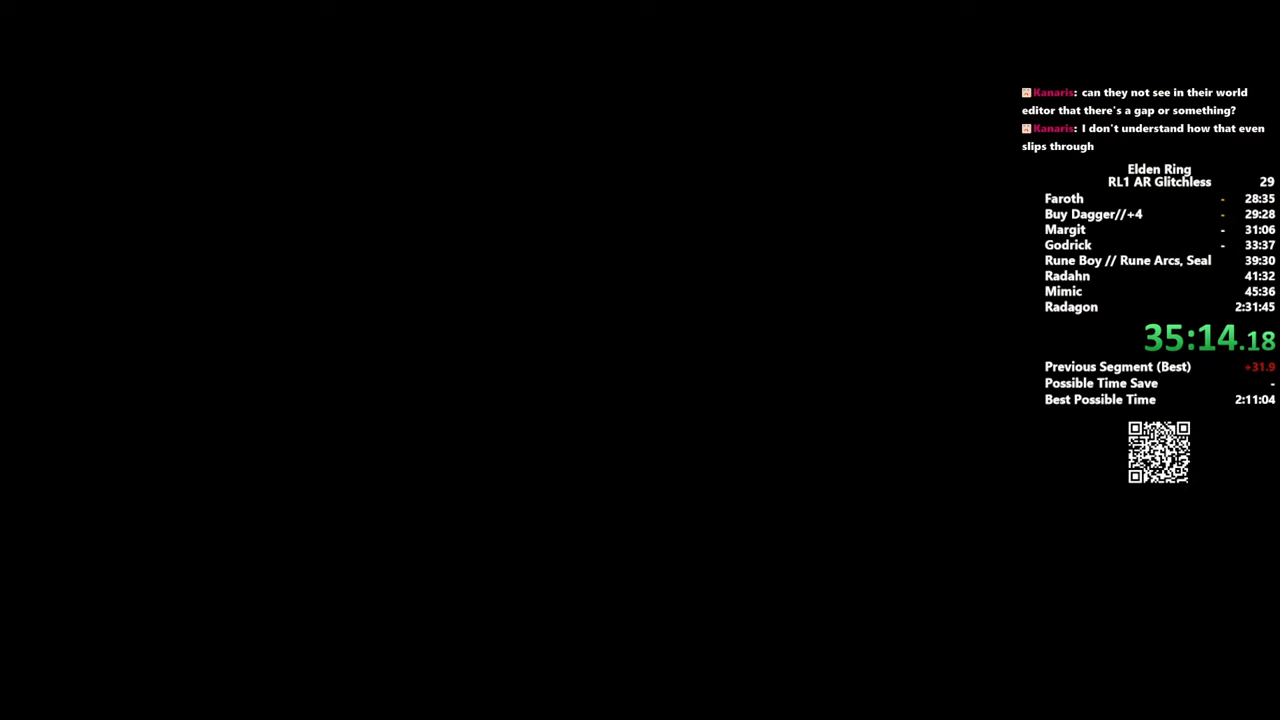 Kanaris: can they not see in their world
editor that there's a gap or something?
Kanaris: I don't understand how that even
slips through
Elden Ring
RL1 AR Glitchless 29
Faroth - 28:35
Buy Dagger//+4 - 29:28
Margit - 31:06
Godrick - 33:37
Rune Boy // Rune Arcs, Seal 39:30
Radahn 41:32
Mimic 45:36
Radagon 2:31:45
35:14.18
Previous Segment (Best) +31.9
Possible Time Save -
Best Possible Time 2:11:04